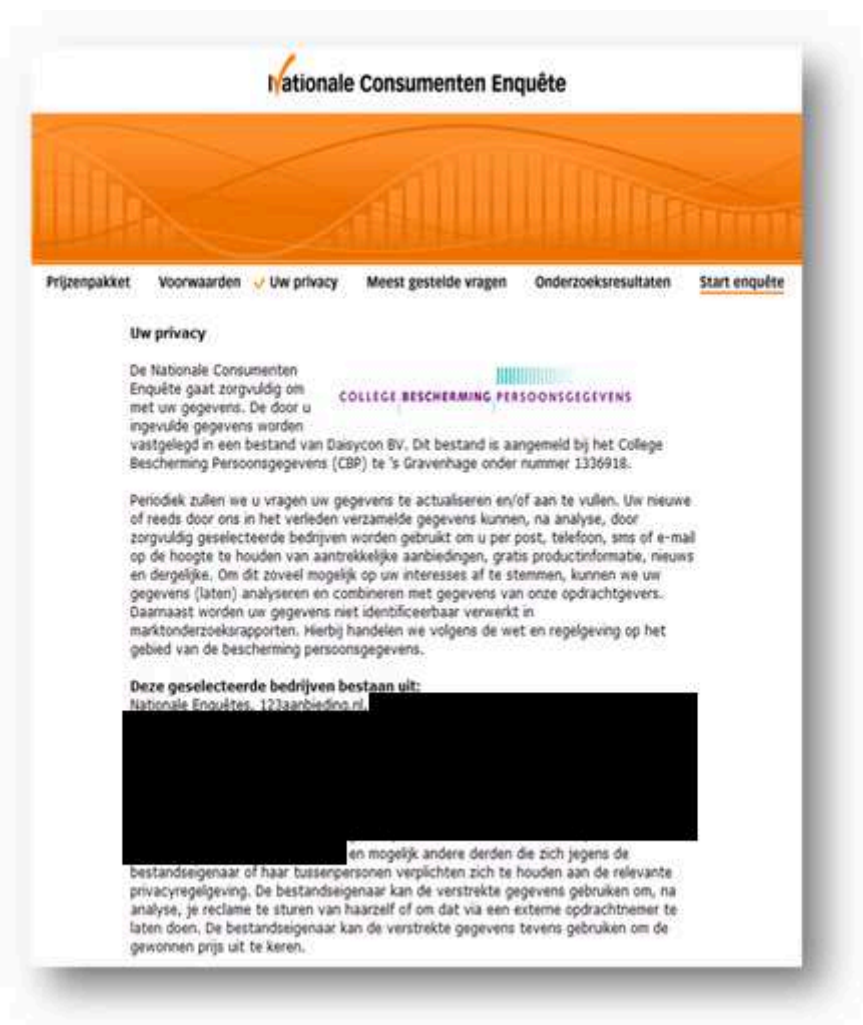 Nationale Consumenten Enquête
Prijzenpakket Voorwaarden Uw privacy Meest gestelde vragen Onderzoeksresultaten Start enquête
Uw privacy
De Nationale Consumenten
Enquête gaat zorgvuldig om
met uw gegevens. De door u
ingevulde gegevens worden
COLLEGE BESCHERMING PERSOONSGEGEVENS
vastgelegd in een bestand van Daisycon BV. Dit bestand is aangemeld bij het College
Bescherming Persoonsgegevens (CBP) te 's Gravenhage onder nummer 1336918.
Periodiek zullen we u vragen uw gegevens te actualiseren en/of aan te vullen. Uw nieuwe
of reeds door ons in het verleden verzamelde gegevens kunnen, na analyse, door
zorgvuldig geselecteerde bedrijven worden gebruikt om u per post, telefoon, sms of e-mail
op de hoogte te houden van aantrekkelijke aanbiedingen, gratis productinformatie, nieuws
en dergelijke. Om dit zoveel mogelijk op uw interesses af te stemmen, kunnen we uw
gegevens (laten) analyseren en combineren met gegevens van onze opdrachtgevers.
Daarnaast worden uw gegevens niet identificeerbaar verwerkt in
marktonderzoeksrapporten. Hierbij handelen we volgens de wet en regelgeving op het
gebied van de bescherming persoonsgegevens.
Deze geselecteerde bedrijven bestaan uit:
Nationale Enquêtes, 123aanbieding.nl,
en mogelijk andere derden die zich jegens de
bestandseigenaar of haar tussenpersonen verplichten zich te houden aan de relevante
privacyregelgeving. De bestandseigenaar kan de verstrekte gegevens gebruiken om, na
analyse, je reclame te sturen van haarzelf of om dat via een externe opdrachtnemer te
laten doen. De bestandseigenaar kan de verstrekte gegevens tevens gebruiken om de
gewonnen prijs uit te keren.